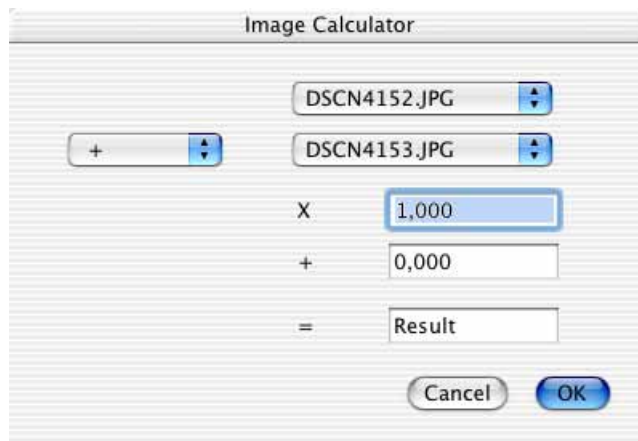 Image Calculator
DSCN4152.JPG
+ DSCN4153.JPG
X 1,000
+ 0,000
= Result
Cancel OK